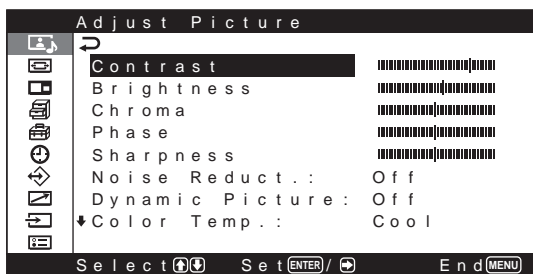 Adjust Picture
Contrast
Brightness
Chroma
Phase
Sharpness
Noise Reduct.: Off
Dynamic Picture: Off
Color Temp.: Cool
Select Set ENTER / End MENU